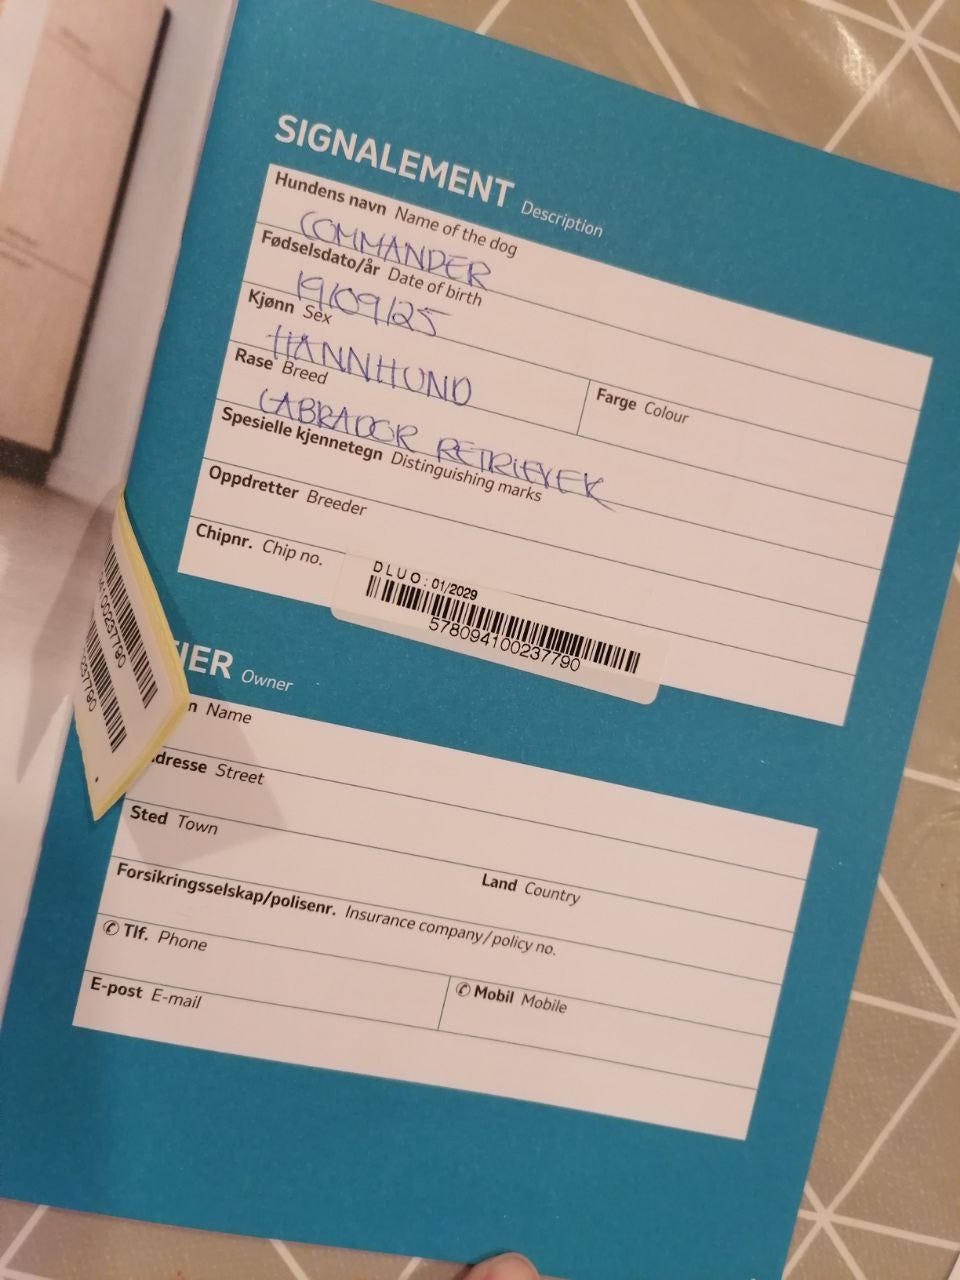 SIGNALEMENT Description
Hundens navn Name of the dog
COMMANDER
Fødselsdato/år Date of birth
19/09/25
Kjønn Sex
HANNHUND
Farge Colour
Rase Breed
LABRADOR RETRIEVER
Spesielle kjennetegn Distinguishing marks
Oppdretter Breeder
Chipnr. Chip no.
DLUO: 01/2029
578094100237790
IER Owner
n Name
dresse Street
Sted Town
Land Country
Forsikringsselskap/polisenr. Insurance company/policy no.
✆ Tlf. Phone
✆ Mobil Mobile
E-post E-mail